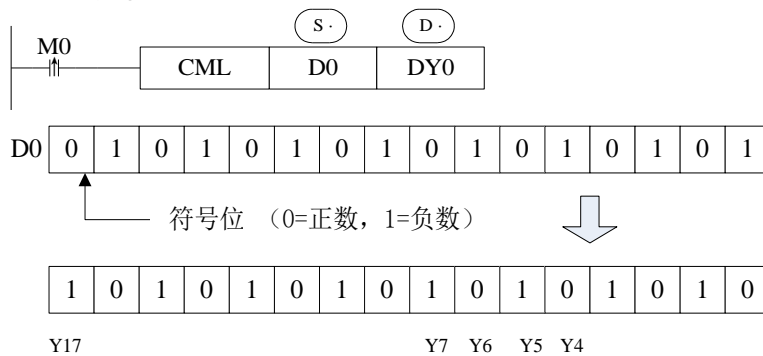 S· D·
M0
CML D0 DY0
D0 0 1 0 1 0 1 0 1 0 1 0 1 0 1 0 1
符号位 （0=正数，1=负数）
1 0 1 0 1 0 1 0 1 0 1 0 1 0 1 0
Y17 Y7 Y6 Y5 Y4